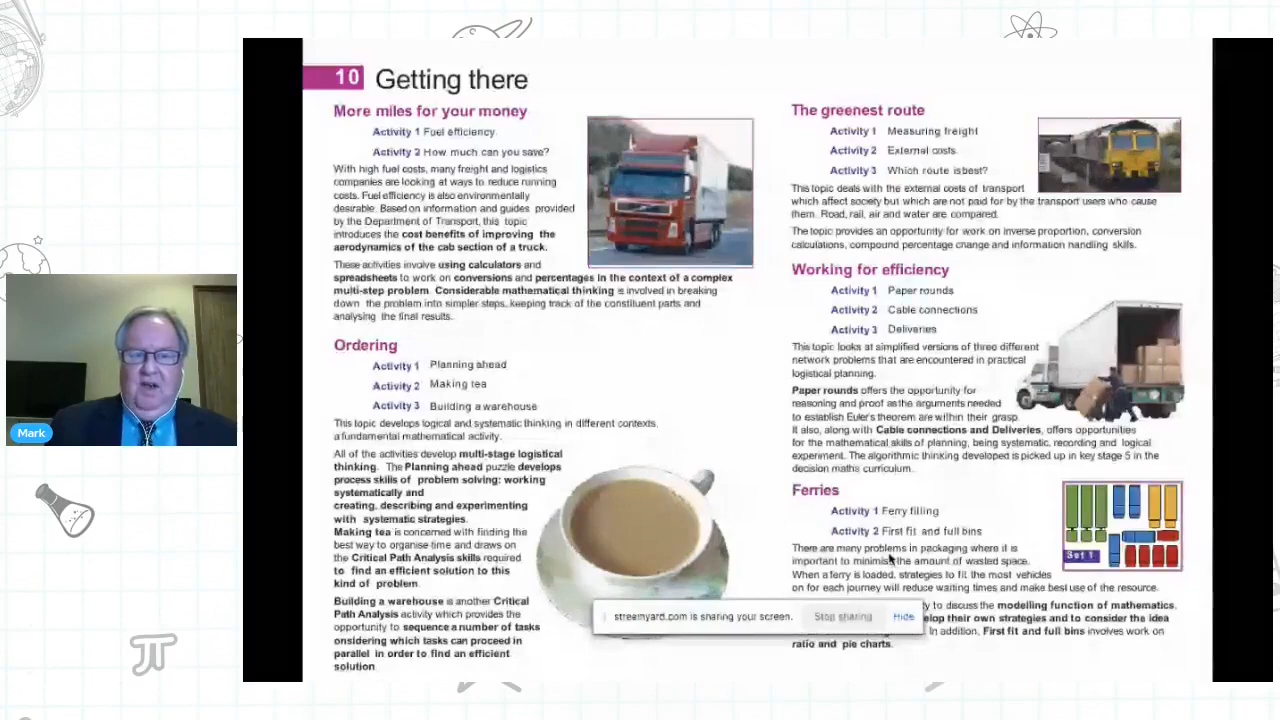 10 Getting there
More miles for your money
Activity 1 Fuel efficiency
Activity 2 How much can you save?
With high fuel costs, many freight and logistics
companies are looking at ways to reduce running
costs. Fuel efficiency is also environmentally
desirable. Based on information and guides provided
by the Department of Transport, this topic
introduces the cost benefits of improving the
aerodynamics of the cab section of a truck.
These activities involve using calculators and
spreadsheets to work on conversions and percentages in the context of a complex
multi-step problem. Considerable mathematical thinking is involved in breaking
down the problem into simpler steps, keeping track of the constituent parts and
analysing the final results.
Ordering
Activity 1 Planning ahead
Activity 2 Making tea
Activity 3 Building a warehouse
This topic develops logical and systematic thinking in different contexts,
a fundamental mathematical activity.
All of the activities develop multi-stage logistical
thinking. The Planning ahead puzzle develops
process skills of problem solving: working
systematically and
creating, describing and experimenting
with systematic strategies.
Making tea is concerned with finding the
best way to organise time and draws on
the Critical Path Analysis skills required
to find an efficient solution to this
kind of problem.
Building a warehouse is another Critical
Path Analysis activity which provides the
opportunity to sequence a number of tasks
onsidering which tasks can proceed in
parallel in order to find an efficient
solution
The greenest route
Activity 1 Measuring freight
Activity 2 External costs
Activity 3 Which route isbest?
This topic deals with the external costs of transport
which affect society but which are not paid for by the transport users who cause
them. Road, rail, air and water are compared.
The topic provides an opportunity for work on inverse proportion, conversion
calculations, compound percentage change and information handling skills.
Working for efficiency
Activity 1 Paper rounds
Activity 2 Cable connections
Activity 3 Deliveries
This topic looks at simplified versions of three different
network problems that are encountered in practical
logistical planning.
Paper rounds offers the opportunity for
reasoning and proof as the arguments needed
to establish Euler's theorem are within their grasp.
It also, along with Cable connections and Deliveries, offers opportunities
for the mathematical skills of planning, being systematic, recording and logical
experiment. The algorithmic thinking developed is picked up in key stage 5 in the
decision maths curriculum.
Ferries
Activity 1 Ferry filling
Activity 2 First fit and full bins
There are many problems in packaging where it is
important to minimise the amount of wasted space.
When a ferry is loaded, strategies to fit the most vehicles
on for each journey will reduce waiting times and make best use of the resource.
to discuss the modelling function of mathematics.
their own strategies and to consider the idea
In addition, First fit and full bins involves work on
ratio and pie charts.
Set 1
streamyard.com is sharing your screen. Stop sharing Hide
Mark